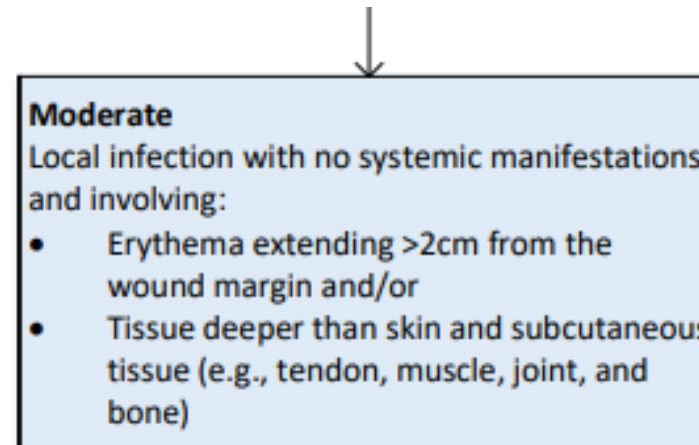 Moderate
Local infection with no systemic manifestations
and involving:
• Erythema extending >2cm from the
wound margin and/or
• Tissue deeper than skin and subcutaneous
tissue (e.g., tendon, muscle, joint, and
bone)